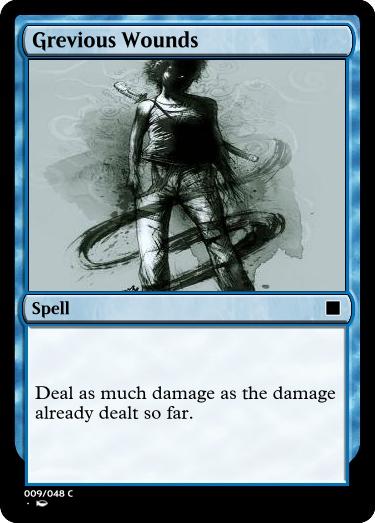 Grevious Wounds
Spell
Deal as much damage as the damage
already dealt so far.
009/048 C